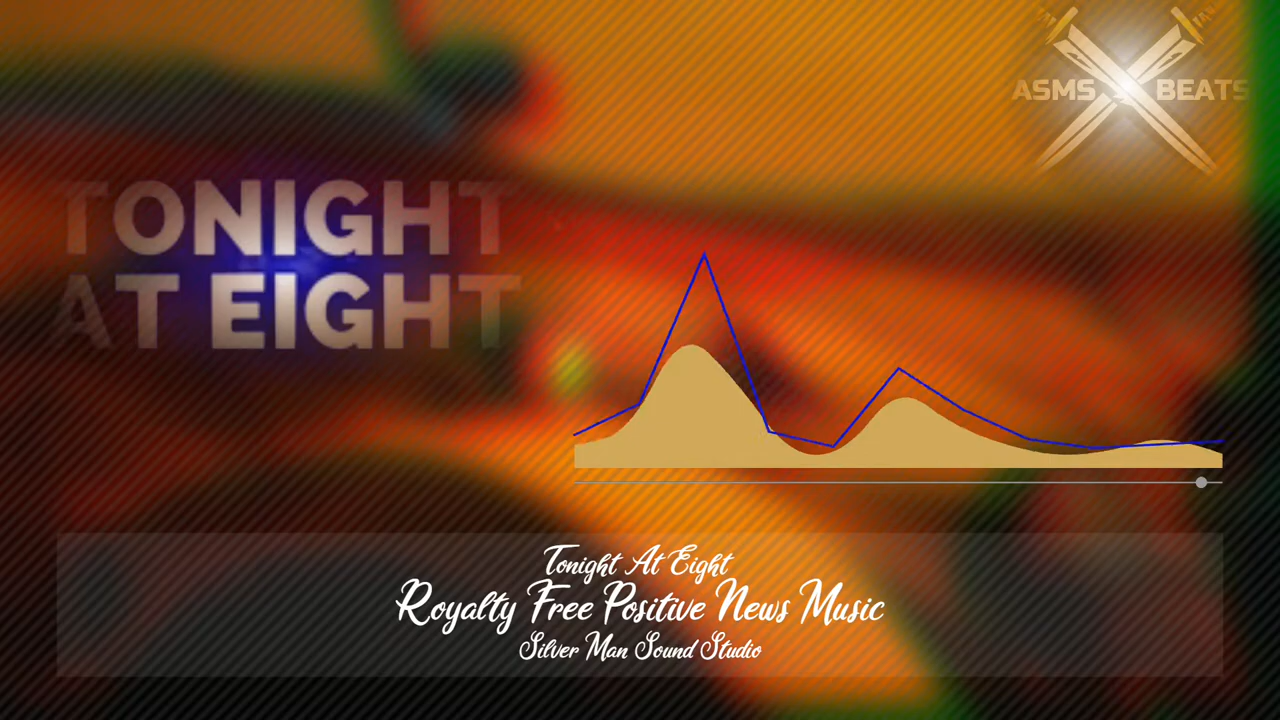 ASMS BEATS
TONIGHT
AT EIGHT
Tonight At Eight
Royalty Free Positive News Music
Silver Man Sound Studio